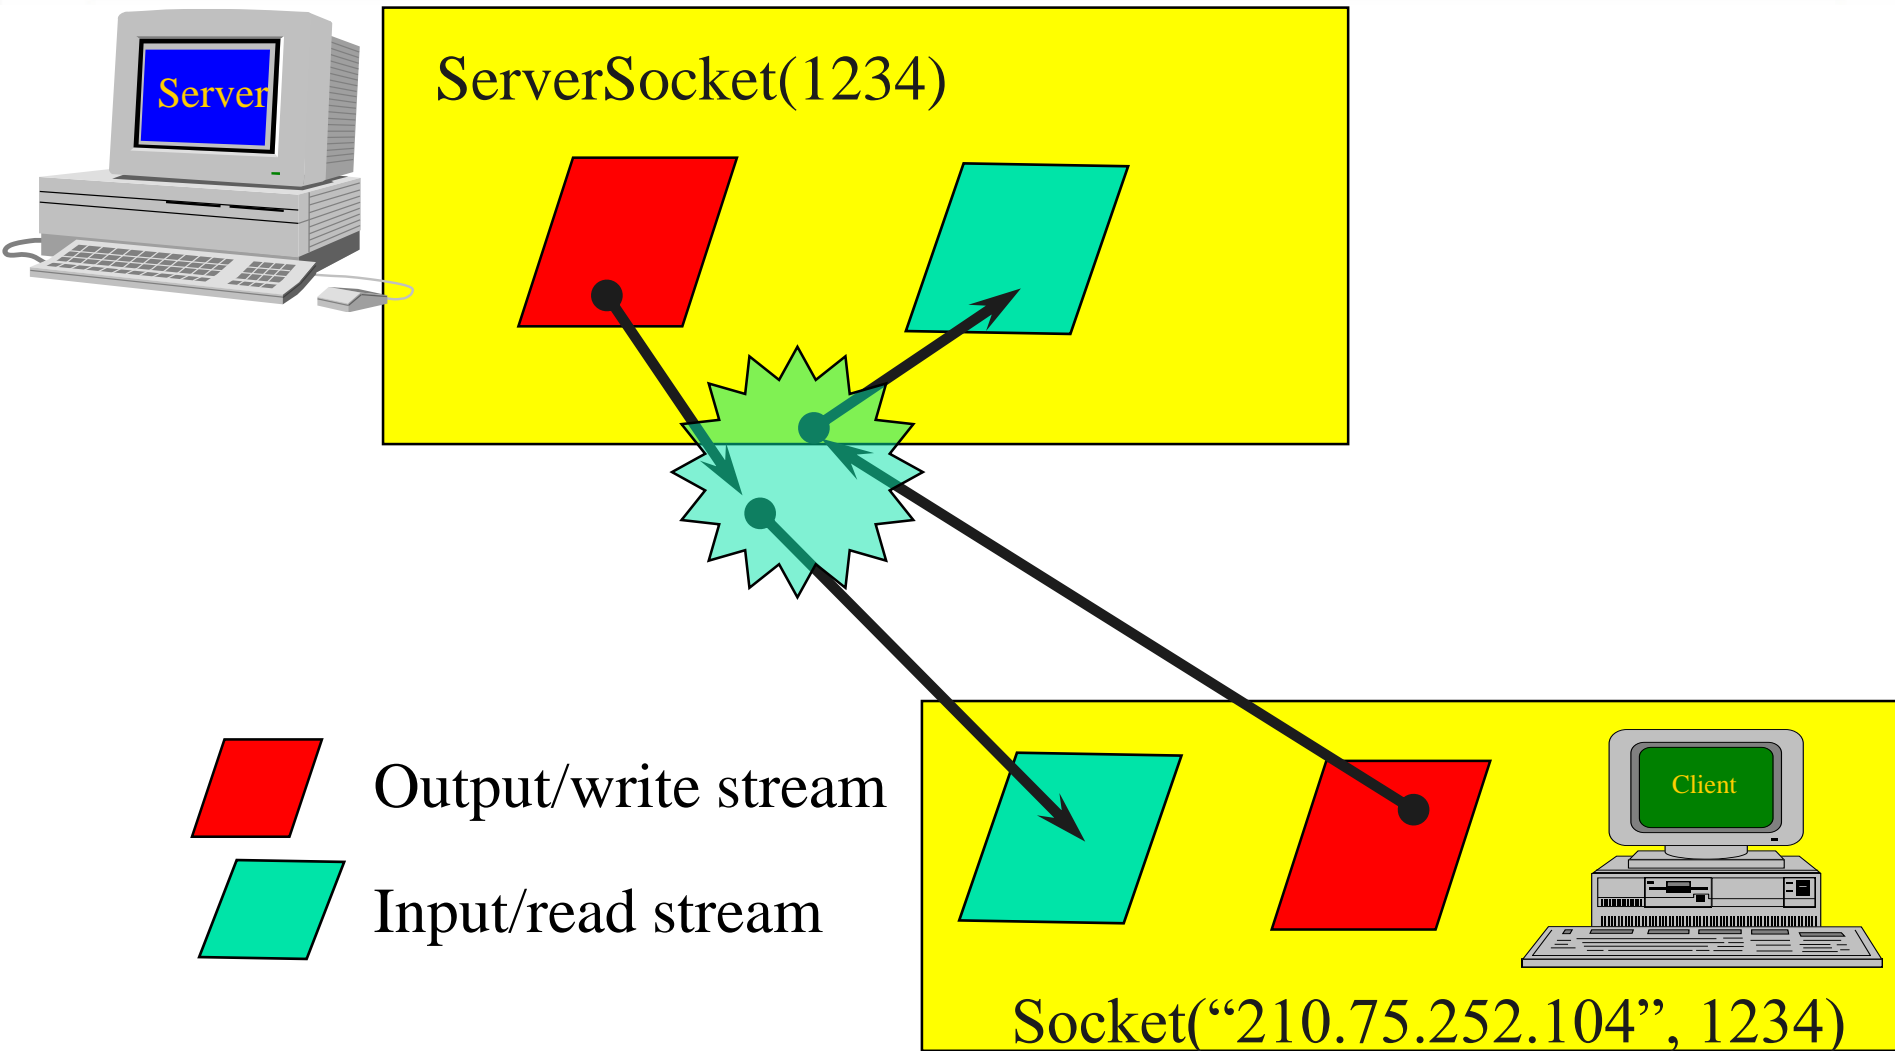 Server
ServerSocket(1234)
Output/write stream
Input/read stream
Client
Socket(“210.75.252.104”, 1234)